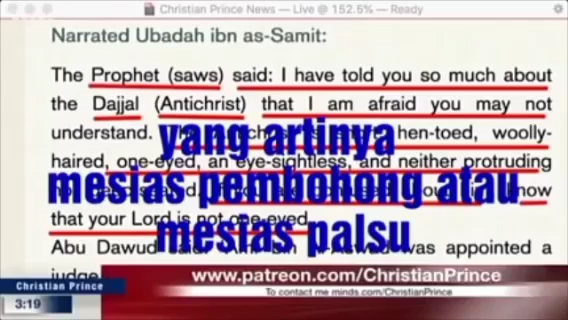 Christian Prince News — Live @ 152.5% — Ready
Narrated Ubadah ibn as-Samit:
The Prophet (saws) said: I have told you so much about
the Dajjal (Antichrist) that I am afraid you may not
understand. hen-toed, woolly-
yang artinya
haired, one-eyed, an eye-sightless, and neither protruding
mesias pembohong atau
know
that your Lord is not one-eyed
mesias palsu
Abu Dawud was appointed a
judge
www.patreon.com/ChristianPrince
Christian Prince
To contact me minds.com/ChristianPrince
3:19